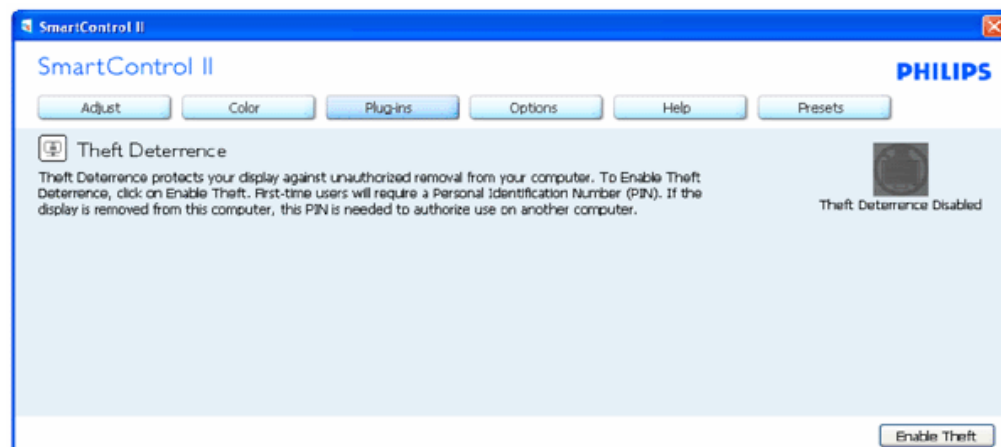 SmartControl II
SmartControl II
PHILIPS
Adjust Color Plug-ins Options Help Presets
Theft Deterrence
Theft Deterrence protects your display against unauthorized removal from your computer. To Enable Theft
Deterrence, click on Enable Theft. First-time users will require a Personal Identification Number (PIN). If the
display is removed from this computer, this PIN is needed to authorize use on another computer.
Theft Deterrence Disabled
Enable Theft